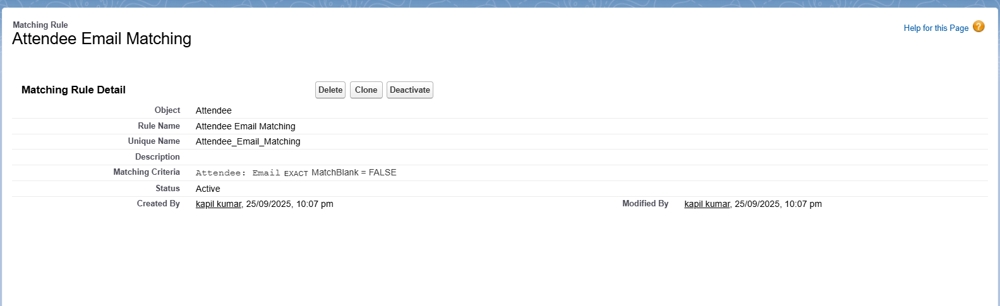 Matching Rule
Attendee Email Matching
Help for this Page ?
Matching Rule Detail
Delete Clone Deactivate
Object Attendee
Rule Name Attendee Email Matching
Unique Name Attendee_Email_Matching
Description
Matching Criteria Attendee: Email EXACT MatchBlank = FALSE
Status Active
Created By kapil kumar, 25/09/2025, 10:07 pm Modified By kapil kumar, 25/09/2025, 10:07 pm